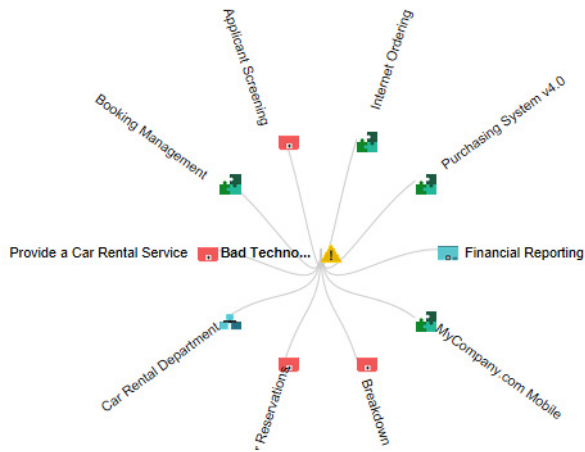 Applicant Screening
Internet Ordering
Booking Management
Purchasing System v4.0
Provide a Car Rental Service
Bad Techno...
Financial Reporting
Car Rental Department
MyCompany.com Mobile
Reservations
Breakdown